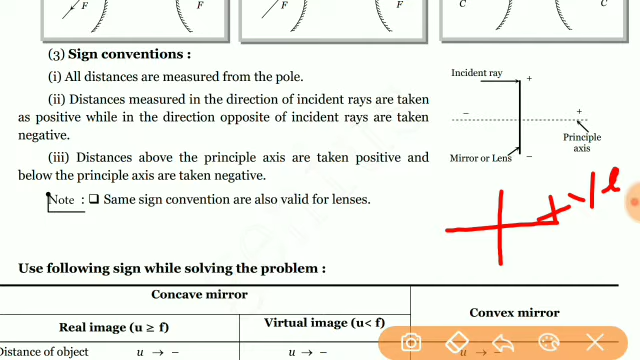 F F F F C C
(3) Sign conventions :
(i) All distances are measured from the pole.
(ii) Distances measured in the direction of incident rays are taken
as positive while in the direction opposite of incident rays are taken
negative.
(iii) Distances above the principle axis are taken positive and
below the principle axis are taken negative.
Note : ❑ Same sign convention are also valid for lenses.
Incident ray +
– +
Principle
axis
Mirror or Lens –
Use following sign while solving the problem :
Concave mirror
Convex mirror
Real image (u ≥ f) Virtual image (u< f)
Distance of object u → – u → – u → –